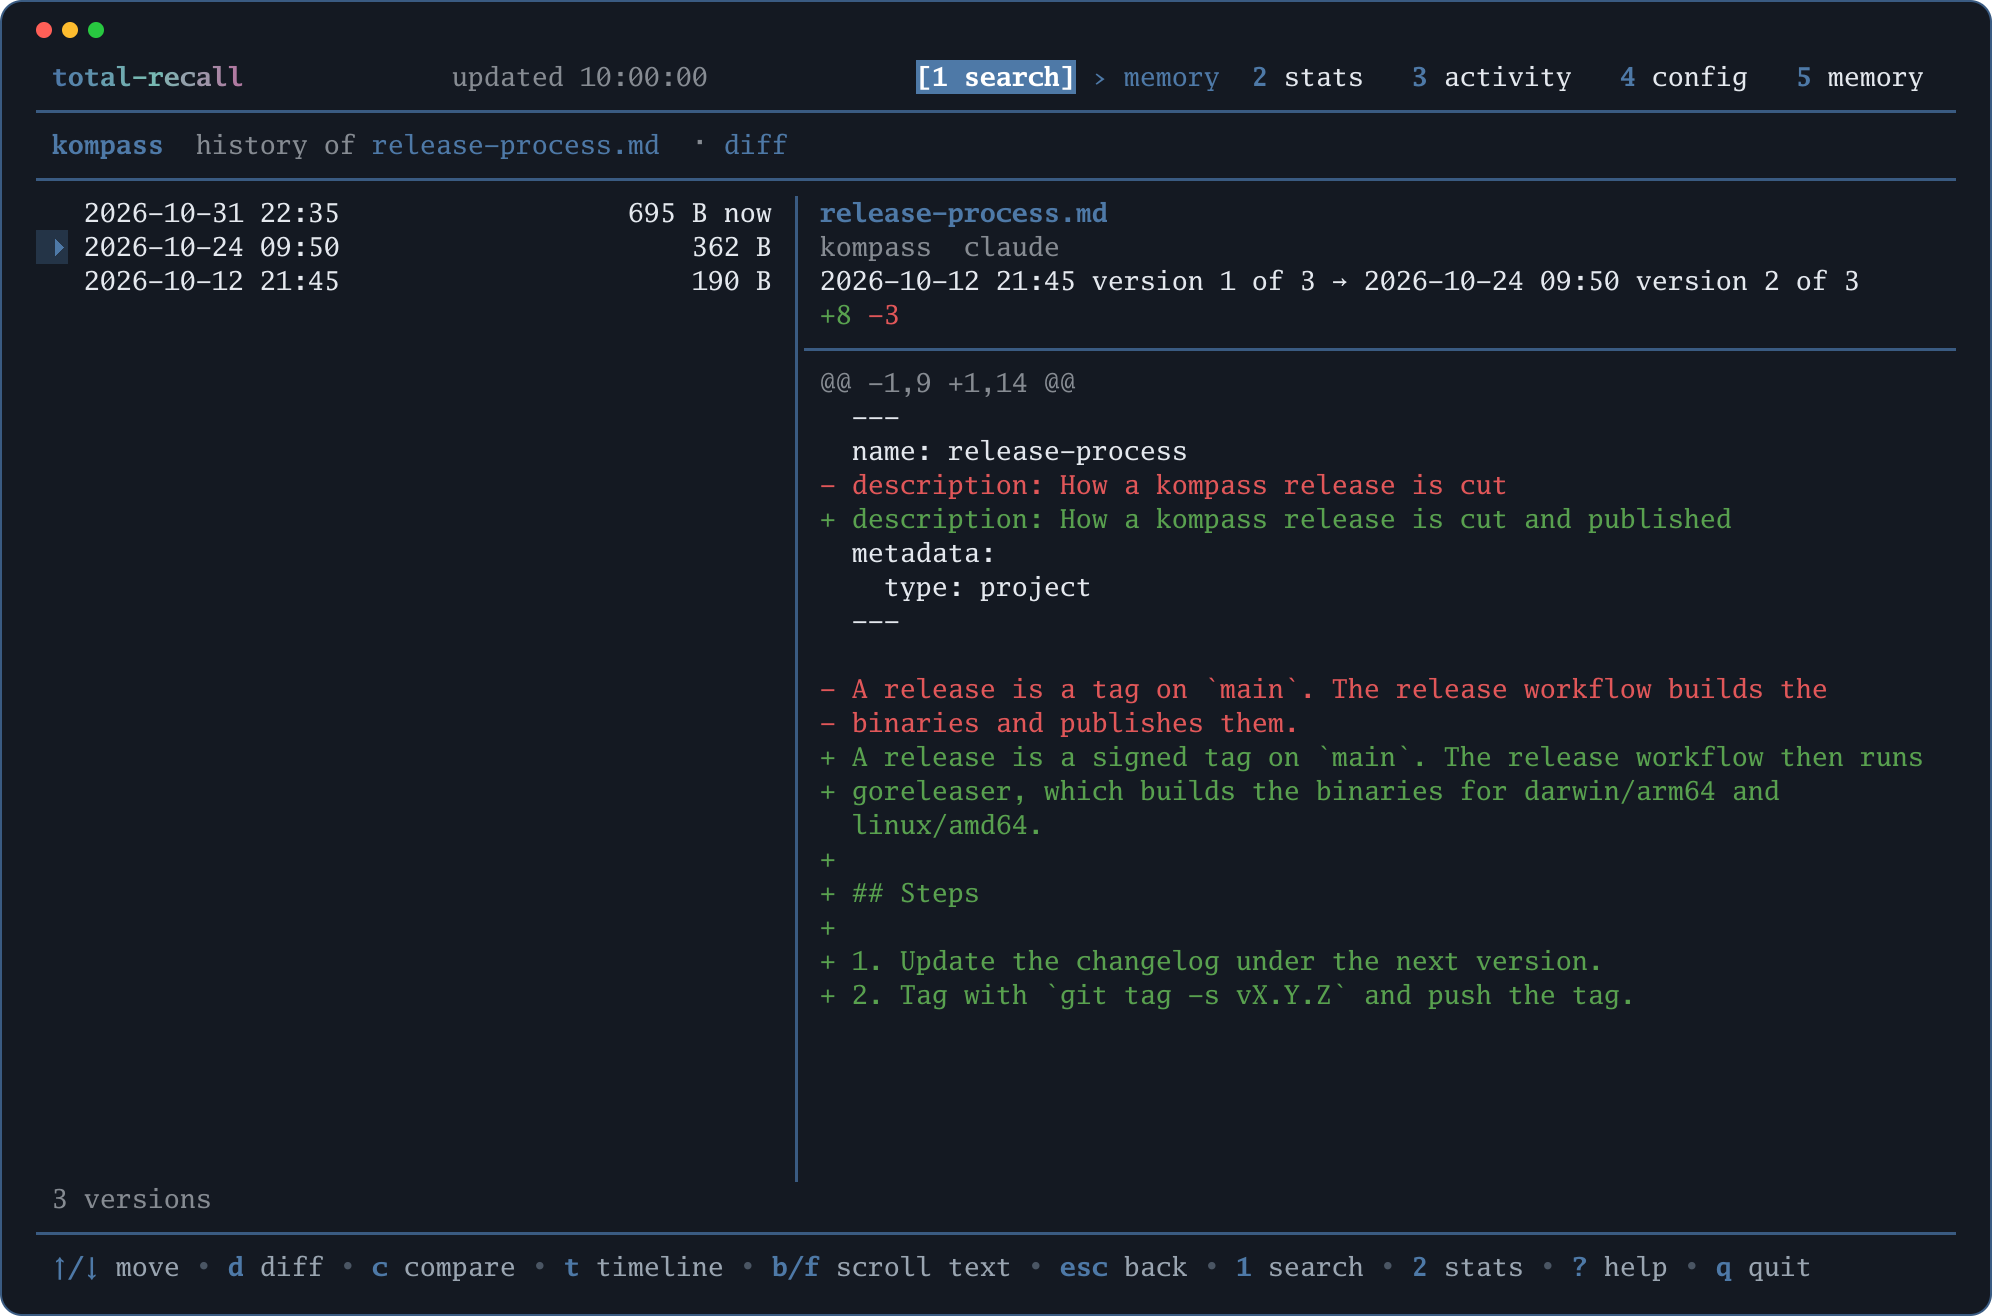 total-recall updated 10:00:00 [1 search] › memory 2 stats 3 activity 4 config 5 memory
kompass history of release-process.md · diff
2026-10-31 22:35 695 B now
2026-10-24 09:50 362 B
2026-10-12 21:45 190 B
release-process.md
kompass claude
2026-10-12 21:45 version 1 of 3 → 2026-10-24 09:50 version 2 of 3
+8 -3
@@ -1,9 +1,14 @@
---
name: release-process
- description: How a kompass release is cut
+ description: How a kompass release is cut and published
metadata:
type: project
---
- A release is a tag on `main`. The release workflow builds the
- binaries and publishes them.
+ A release is a signed tag on `main`. The release workflow then runs
+ goreleaser, which builds the binaries for darwin/arm64 and
linux/amd64.
+
+ ## Steps
+
+ 1. Update the changelog under the next version.
+ 2. Tag with `git tag -s vX.Y.Z` and push the tag.
3 versions
↑/↓ move • d diff • c compare • t timeline • b/f scroll text • esc back • 1 search • 2 stats • ? help • q quit